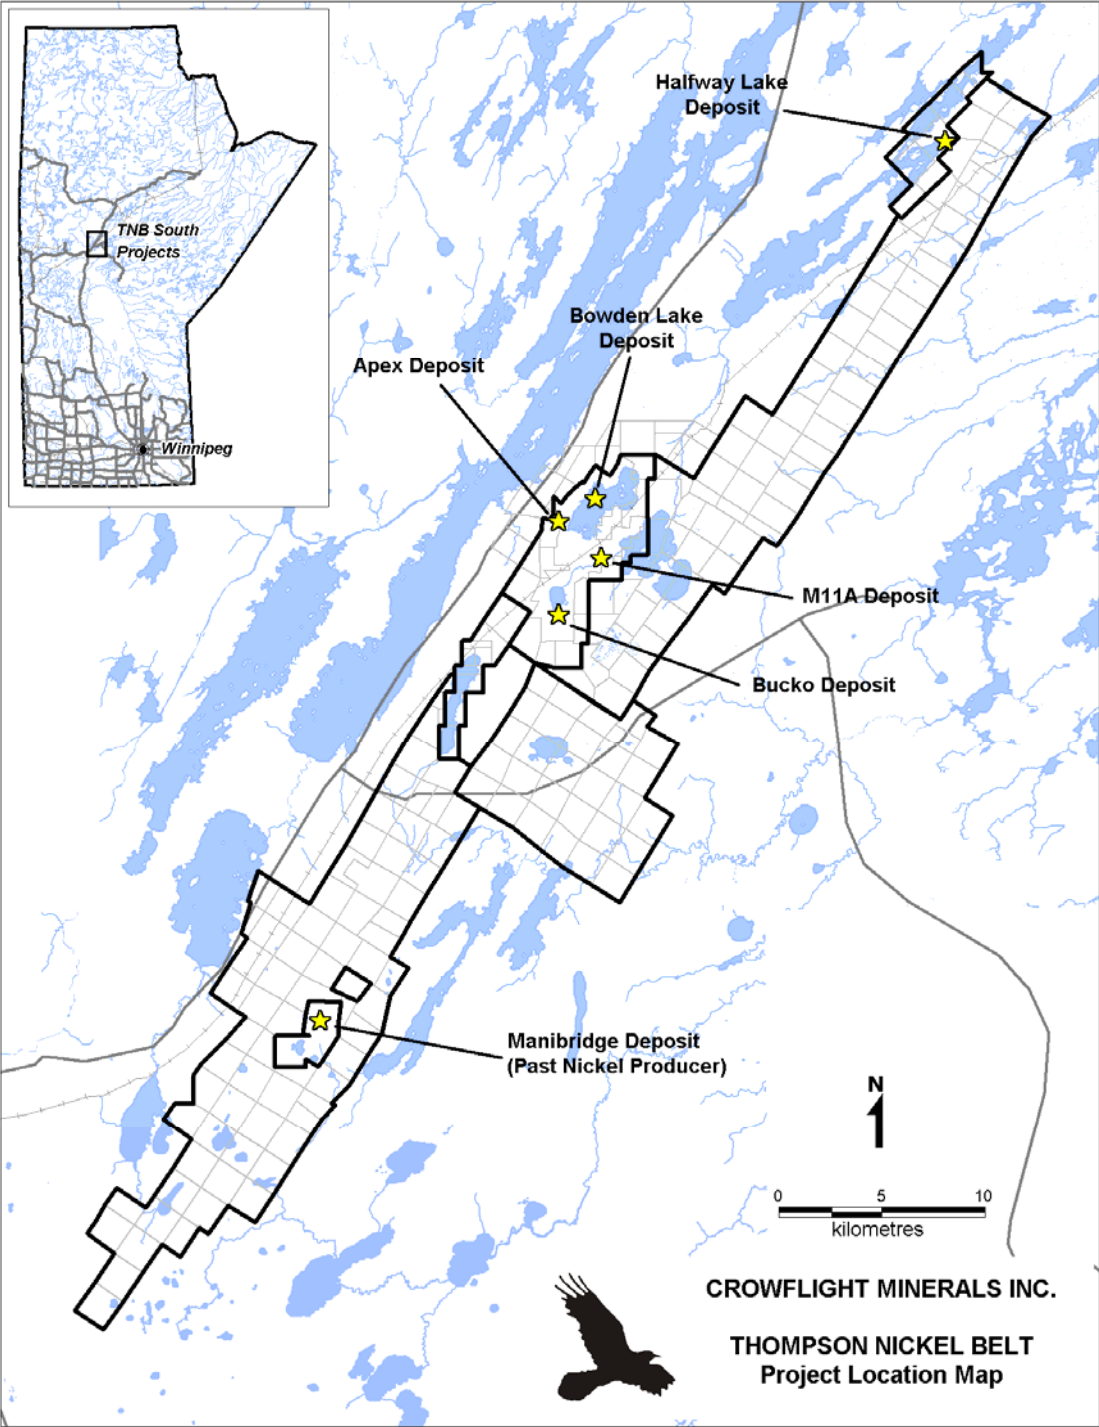 Halfway Lake
Deposit
TNB South
Projects
Bowden Lake
Deposit
Apex Deposit
Winnipeg
M11A Deposit
Bucko Deposit
Manibridge Deposit
(Past Nickel Producer)
N
0 5 10
kilometres
CROWFLIGHT MINERALS INC.
THOMPSON NICKEL BELT
Project Location Map